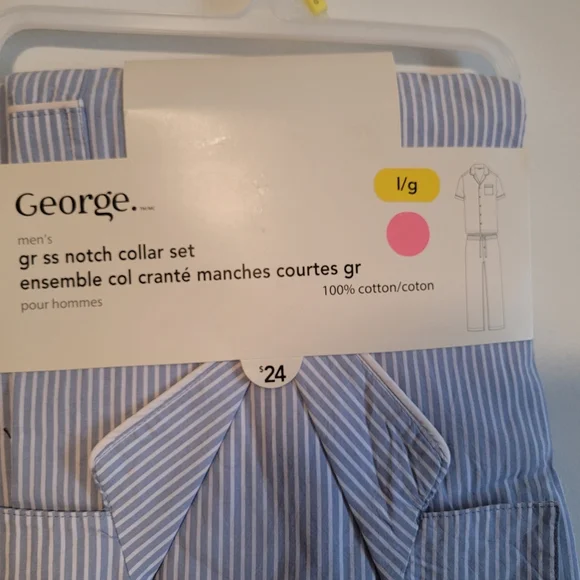 George.
l/g
men's
gr ss notch collar set
ensemble col cranté manches courtes gr
pour hommes
100% cotton/coton
$24